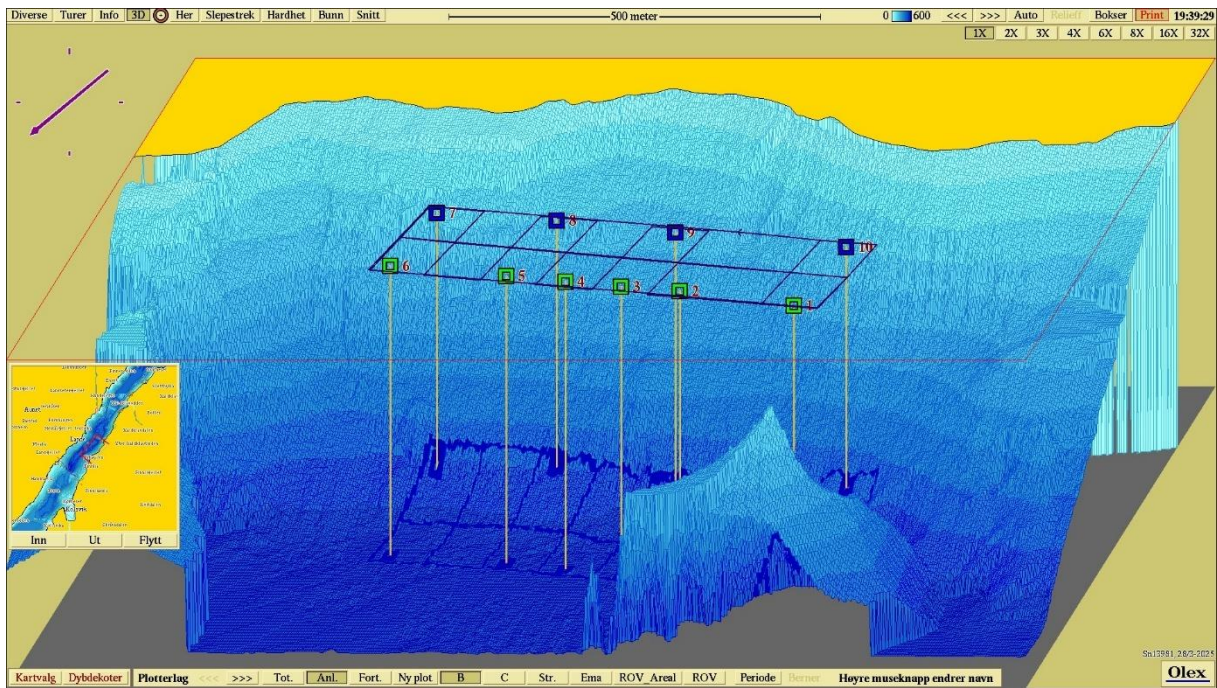 Diverse Turer Info 3D Her Slepestrek Hardhet Bunn Snitt 500 meter 0 600 <<< >>> Auto Relieff Bokser Print 19:39:29
1X 2X 3X 4X 6X 8X 16X 32X
7
8
9
10
6
5
4
3
2
1
Inn Ut Flytt
Sn13981_26/3-2025
Kartvalg Dybdekoter Plotterlag <<< >>> Tot. Anl. Fort. Ny plot B C Str. Ema ROV_Areal ROV Periode Berner Høyre museknapp endrer navn Olex